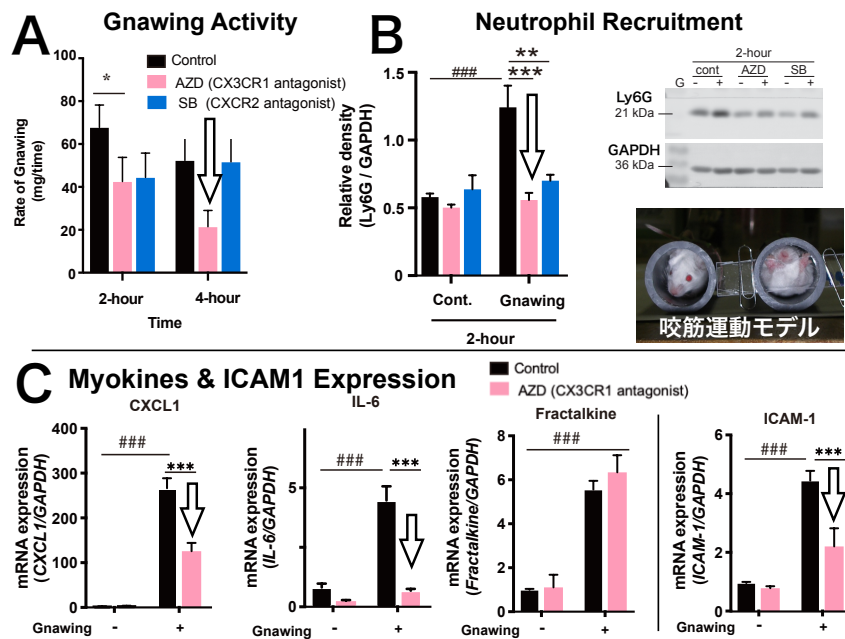 A
Gnawing Activity
Control
AZD (CX3CR1 antagonist)
SB (CXCR2 antagonist)
*
Rate of Gnawing
(mg/time)
100
80
60
40
20
0
2-hour
4-hour
Time
B
Neutrophil Recruitment
**
###
***
Relative density
(Ly6G / GAPDH)
1.5
1.0
0.5
0
Cont.
Gnawing
2-hour
2-hour
cont
AZD
SB
G - + - + - +
Ly6G
21 kDa
GAPDH
36 kDa
咬筋運動モデル
C
Myokines & ICAM1 Expression
Control
AZD (CX3CR1 antagonist)
CXCL1
###
***
mRNA expression
(CXCL1/GAPDH)
400
300
200
100
0
Gnawing - +
IL-6
###
***
mRNA expression
(IL-6/GAPDH)
5
0
Gnawing - +
Fractalkine
###
mRNA expression
(Fractalkine/GAPDH)
8
6
4
2
0
Gnawing - +
ICAM-1
###
***
mRNA expression
(ICAM-1/GAPDH)
6
4
2
0
Gnawing - +